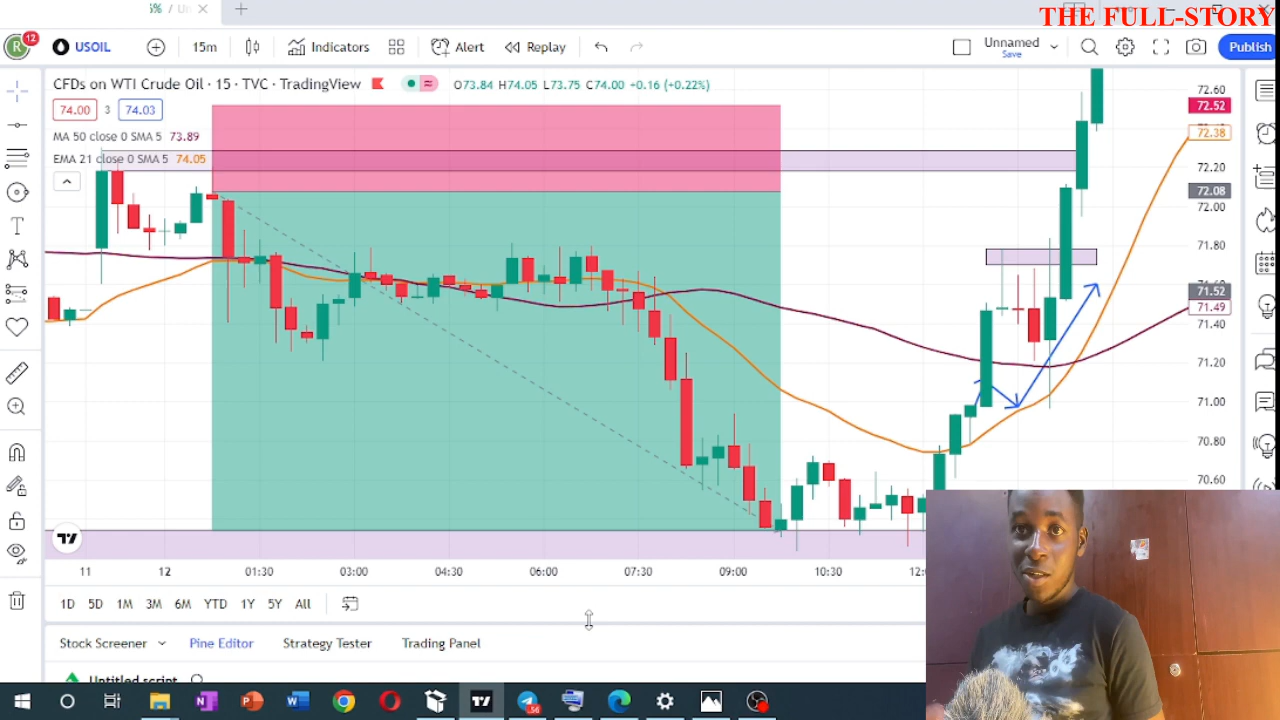 THE FULL-STORY
R 12 USOIL 15m Indicators Alert Replay Unnamed Save Publish
CFDs on WTI Crude Oil · 15 · TVC · TradingView O73.84 H74.05 L73.75 C74.00 +0.16 (+0.22%)
74.00 3 74.03
MA 50 close 0 SMA 5 73.89
EMA 21 close 0 SMA 5 74.05
72.60
72.52
72.38
72.20
72.08
72.00
71.80
71.52
71.49
71.40
71.20
71.00
70.80
70.60
11 12 01:30 03:00 04:30 06:00 07:30 09:00 10:30
1D 5D 1M 3M 6M YTD 1Y 5Y All
Stock Screener Pine Editor Strategy Tester Trading Panel
Untitled script
56